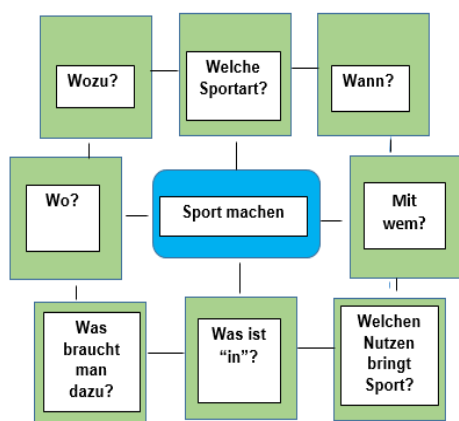 Wozu?
Welche
Sportart?
Wann?
Wo?
Sport machen
Mit
wem?
Was
braucht
man
dazu?
Was ist
“in”?
Welchen
Nutzen
bringt
Sport?